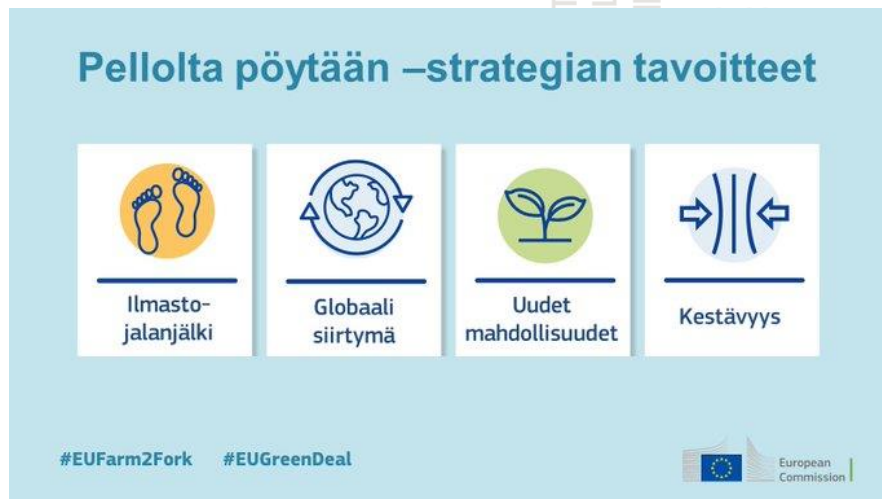 Pellolta pöytään –strategian tavoitteet
Ilmasto-
jalanjälki
Globaali
siirtymä
Uudet
mahdollisuudet
Kestävyys
#EUFarm2Fork #EUGreenDeal
European
Commission